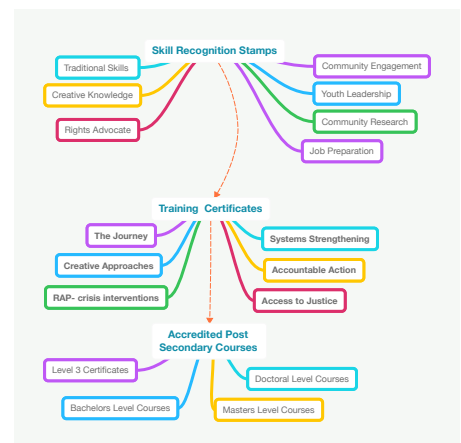 Skill Recognition Stamps
Traditional Skills
Creative Knowledge
Rights Advocate
Community Engagement
Youth Leadership
Community Research
Job Preparation
Training Certificates
The Journey
Creative Approaches
RAP- crisis interventions
Systems Strengthening
Accountable Action
Access to Justice
Accredited Post
Secondary Courses
Level 3 Certificates
Bachelors Level Courses
Doctoral Level Courses
Masters Level Courses